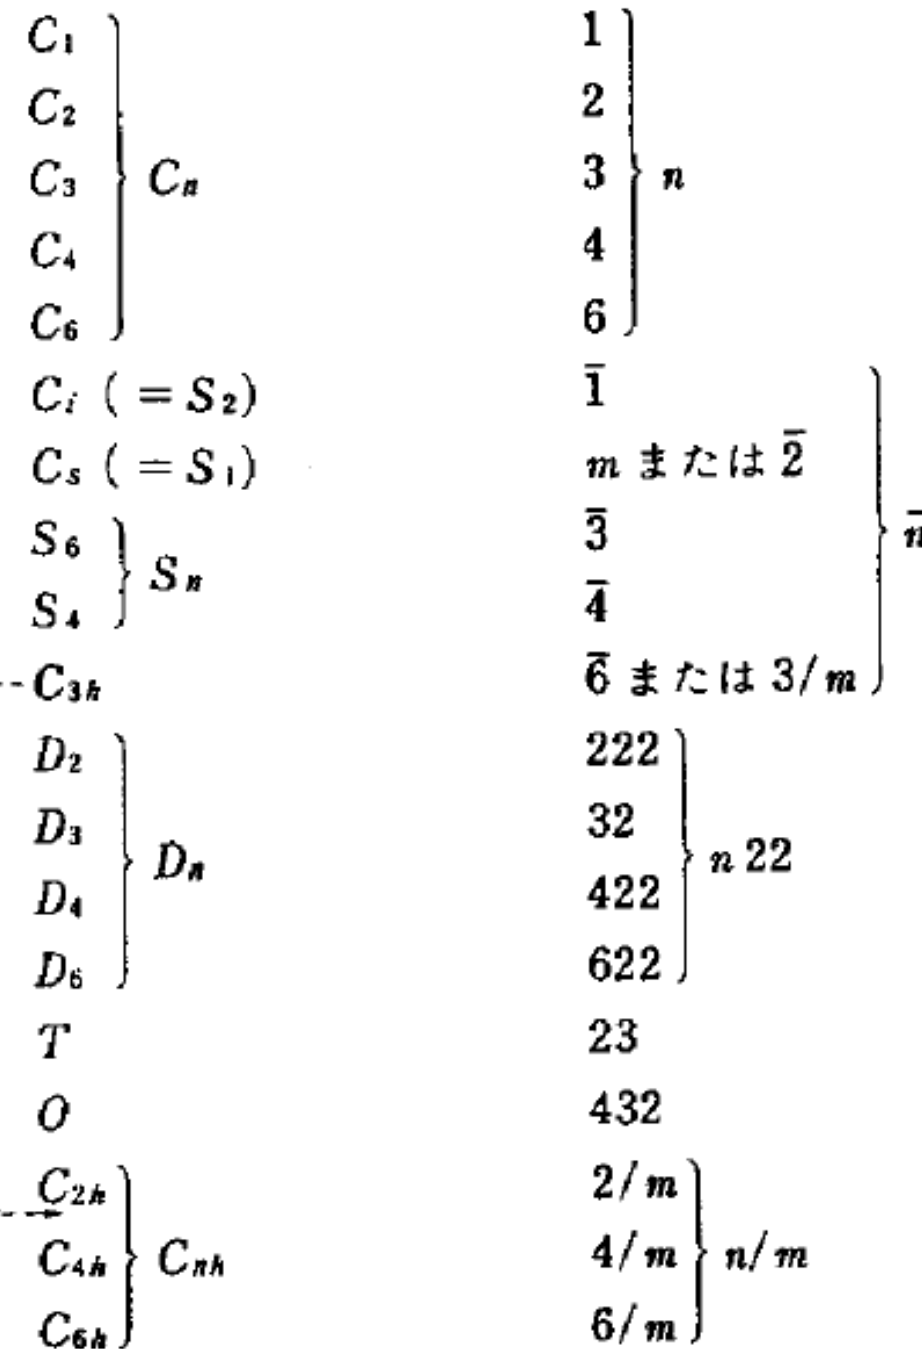 C₁ 1
C₂ 2
C₃ Cₙ 3 n
C₄ 4
C₆ 6
Cᵢ ( = S₂) 1̄
Cₛ ( = S₁) m または 2̄
S₆ 3̄ n̄
Sₙ
S₄ 4̄
C₃ₕ 6̄ または 3/m
D₂ 222
D₃ 32
Dₙ n 22
D₄ 422
D₆ 622
T 23
O 432
C₂ₕ 2/m
C₄ₕ Cₙₕ 4/m n/m
C₆ₕ 6/m